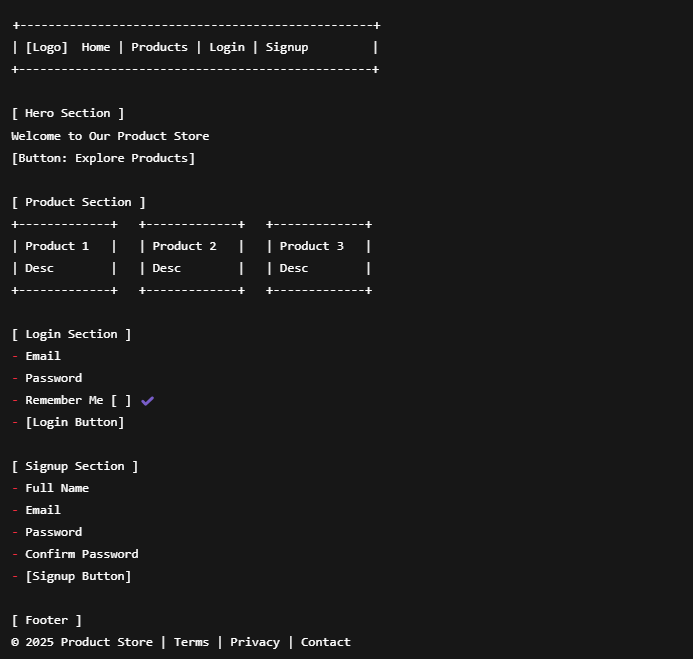 +--------------------------------------------------+
| [Logo]  Home | Products | Login | Signup         |
+--------------------------------------------------+

[ Hero Section ]
Welcome to Our Product Store
[Button: Explore Products]

[ Product Section ]
+-------------+   +-------------+   +-------------+
| Product 1   |   | Product 2   |   | Product 3   |
| Desc        |   | Desc        |   | Desc        |
+-------------+   +-------------+   +-------------+

[ Login Section ]
- Email
- Password
- Remember Me [ ] ✔
- [Login Button]

[ Signup Section ]
- Full Name
- Email
- Password
- Confirm Password
- [Signup Button]

[ Footer ]
© 2025 Product Store | Terms | Privacy | Contact